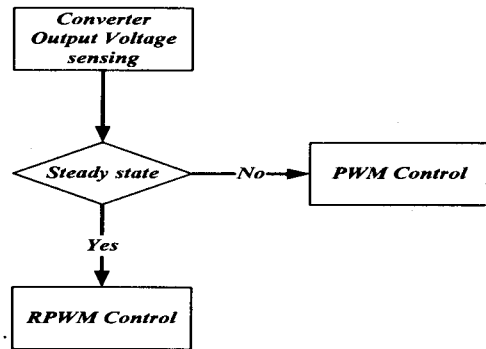 Converter
Output Voltage
sensing
Steady state
No
PWM Control
Yes
RPWM Control